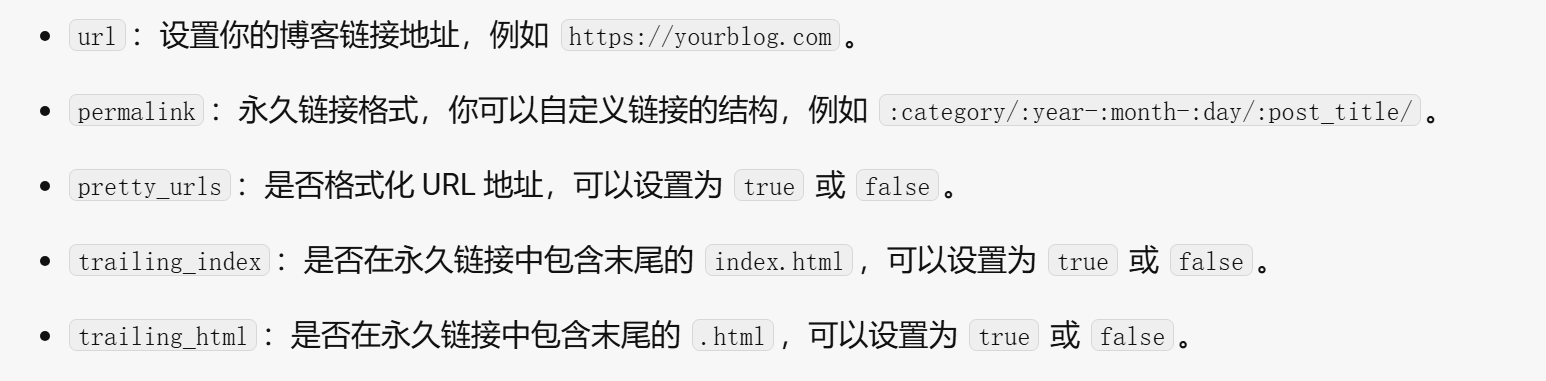 • url：设置你的博客链接地址，例如 https://yourblog.com。
• permalink：永久链接格式，你可以自定义链接的结构，例如 :category/:year-:month-:day/:post_title/。
• pretty_urls：是否格式化 URL 地址，可以设置为 true 或 false。
• trailing_index：是否在永久链接中包含末尾的 index.html，可以设置为 true 或 false。
• trailing_html：是否在永久链接中包含末尾的 .html，可以设置为 true 或 false。